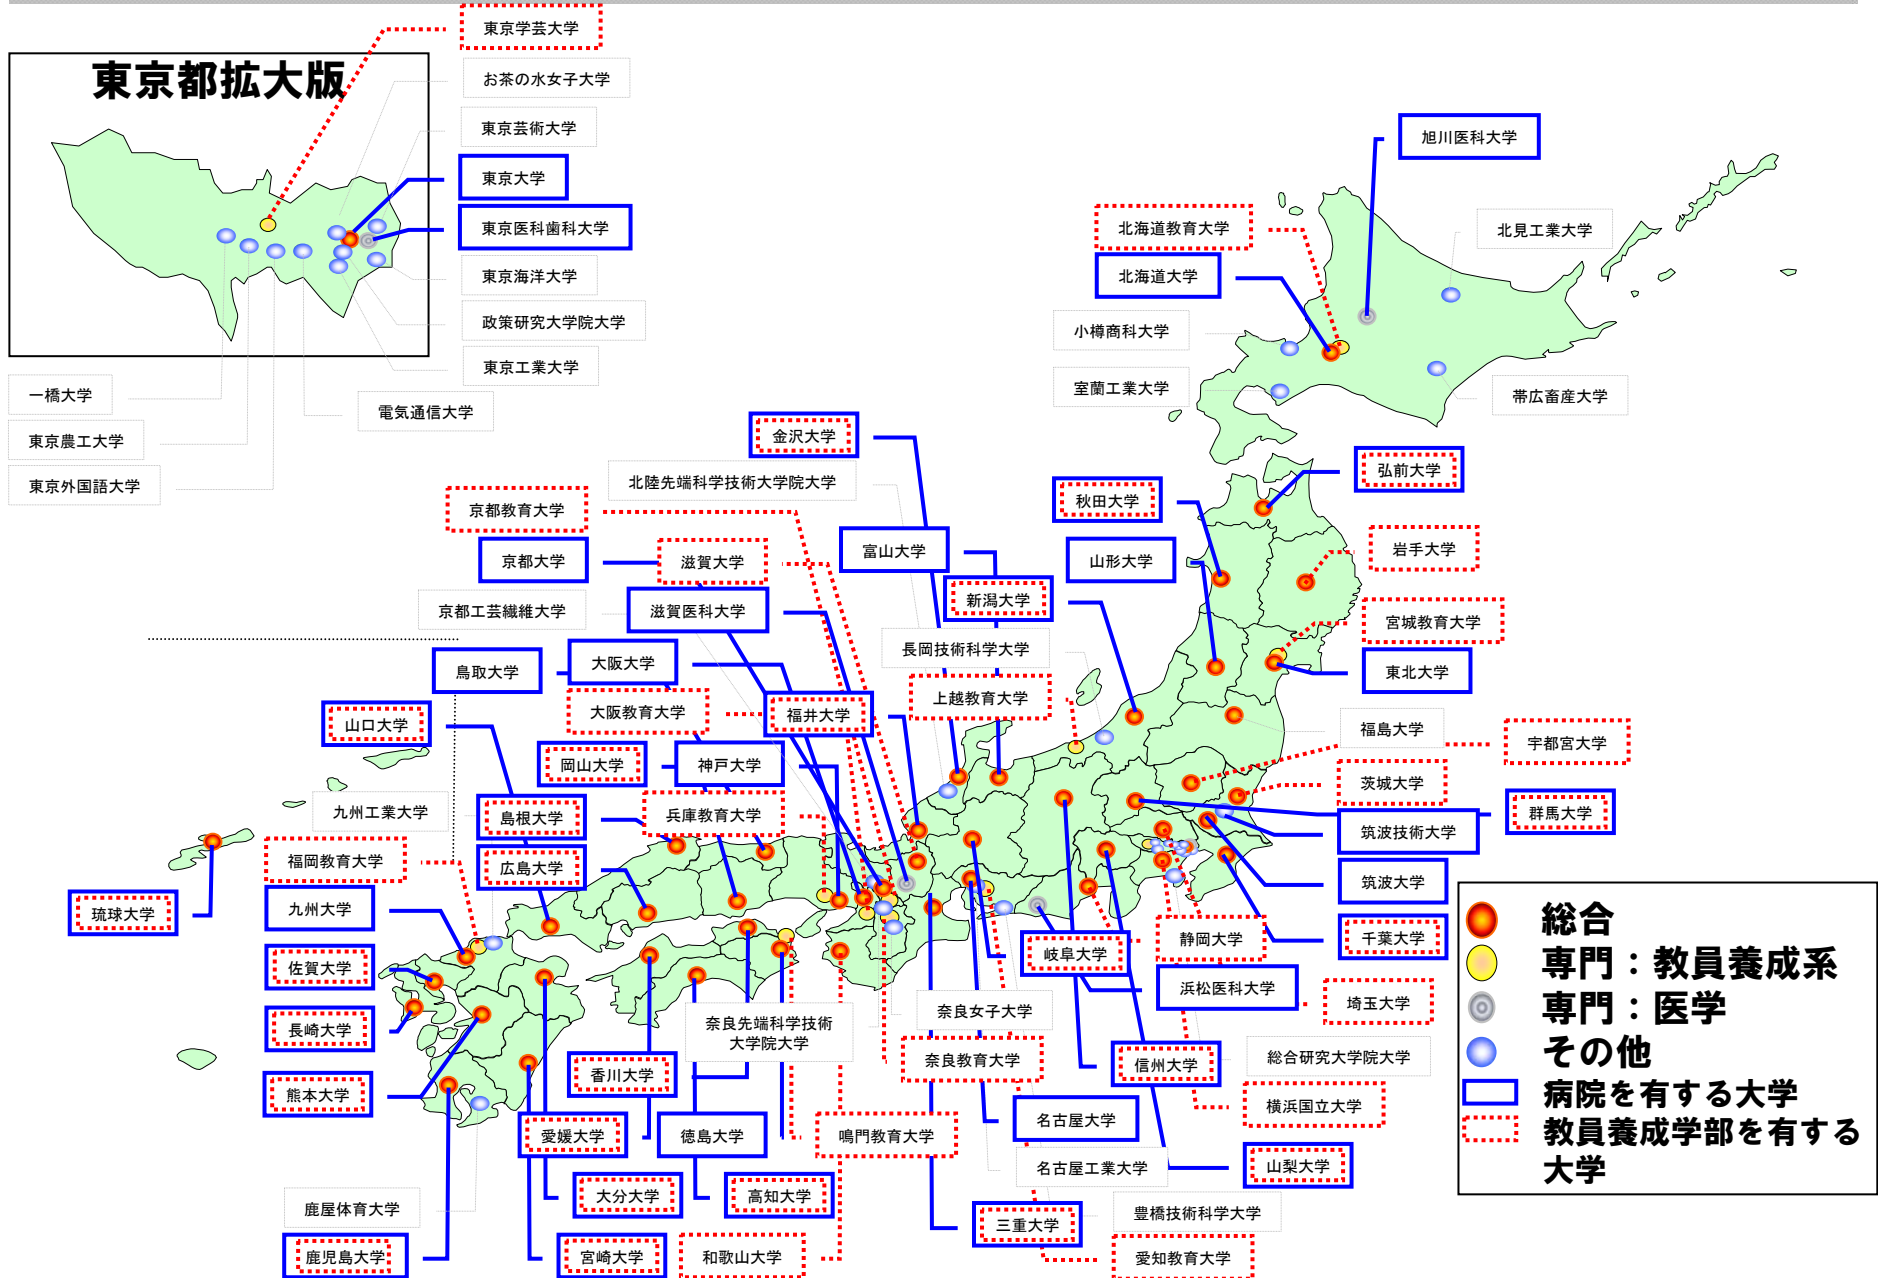 東京都拡大版
東京学芸大学
お茶の水女子大学
東京芸術大学
東京大学
東京医科歯科大学
東京海洋大学
政策研究大学院大学
東京工業大学
一橋大学
電気通信大学
東京農工大学
東京外国語大学
旭川医科大学
北海道教育大学
北見工業大学
北海道大学
小樽商科大学
室蘭工業大学
帯広畜産大学
金沢大学
北陸先端科学技術大学院大学
弘前大学
秋田大学
京都教育大学
岩手大学
富山大学
京都大学
滋賀大学
山形大学
新潟大学
京都工芸繊維大学
滋賀医科大学
宮城教育大学
長岡技術科学大学
鳥取大学
大阪大学
東北大学
上越教育大学
大阪教育大学
福井大学
山口大学
福島大学
宇都宮大学
岡山大学
神戸大学
茨城大学
九州工業大学
島根大学
兵庫教育大学
群馬大学
筑波技術大学
福岡教育大学
広島大学
筑波大学
九州大学
琉球大学
静岡大学
千葉大学
岐阜大学
佐賀大学
浜松医科大学
埼玉大学
奈良女子大学
奈良先端科学技術
大学院大学
長崎大学
奈良教育大学
信州大学
総合研究大学院大学
香川大学
熊本大学
横浜国立大学
名古屋大学
愛媛大学
徳島大学
鳴門教育大学
名古屋工業大学
山梨大学
大分大学
高知大学
鹿屋体育大学
三重大学
豊橋技術科学大学
鹿児島大学
宮崎大学
和歌山大学
愛知教育大学
総合
専門：教員養成系
専門：医学
その他
病院を有する大学
教員養成学部を有する
大学